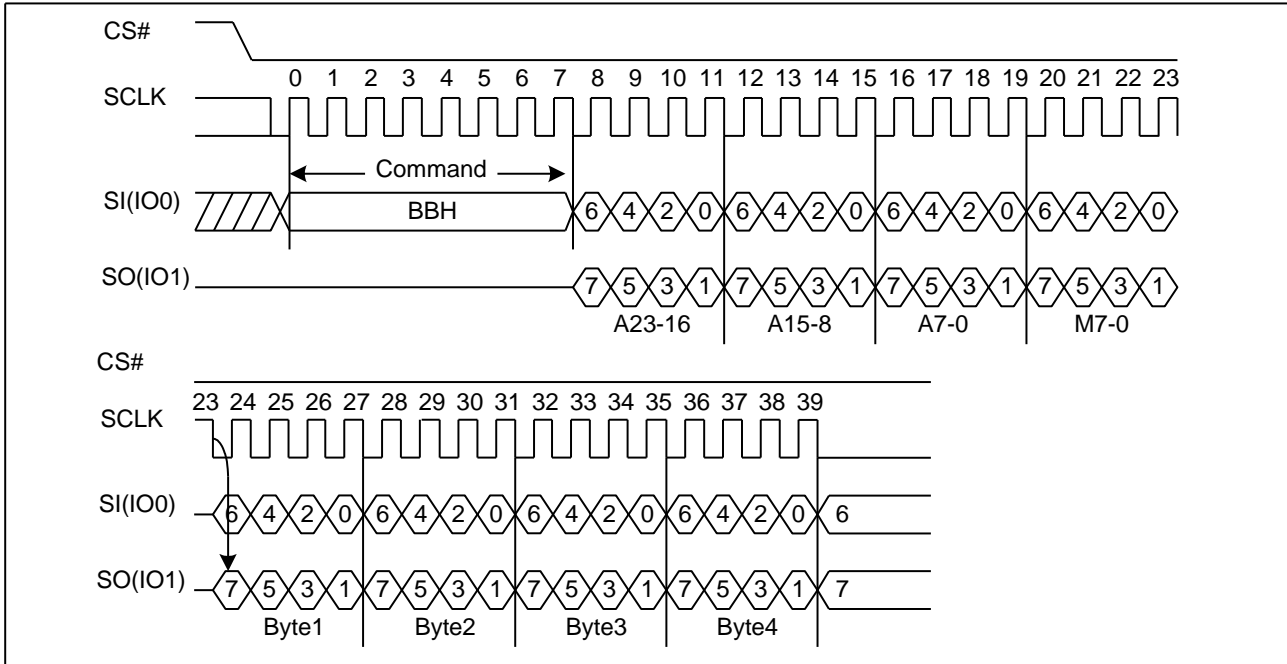 CS#
0 1 2 3 4 5 6 7 8 9 10 11 12 13 14 15 16 17 18 19 20 21 22 23
SCLK
Command
SI(IO0)
BBH
6 4 2 0 6 4 2 0 6 4 2 0 6 4 2 0
SO(IO1)
7 5 3 1 7 5 3 1 7 5 3 1 7 5 3 1
A23-16 A15-8 A7-0 M7-0
CS#
23 24 25 26 27 28 29 30 31 32 33 34 35 36 37 38 39
SCLK
SI(IO0)
6 4 2 0 6 4 2 0 6 4 2 0 6 4 2 0 6
SO(IO1)
7 5 3 1 7 5 3 1 7 5 3 1 7 5 3 1 7
Byte1 Byte2 Byte3 Byte4